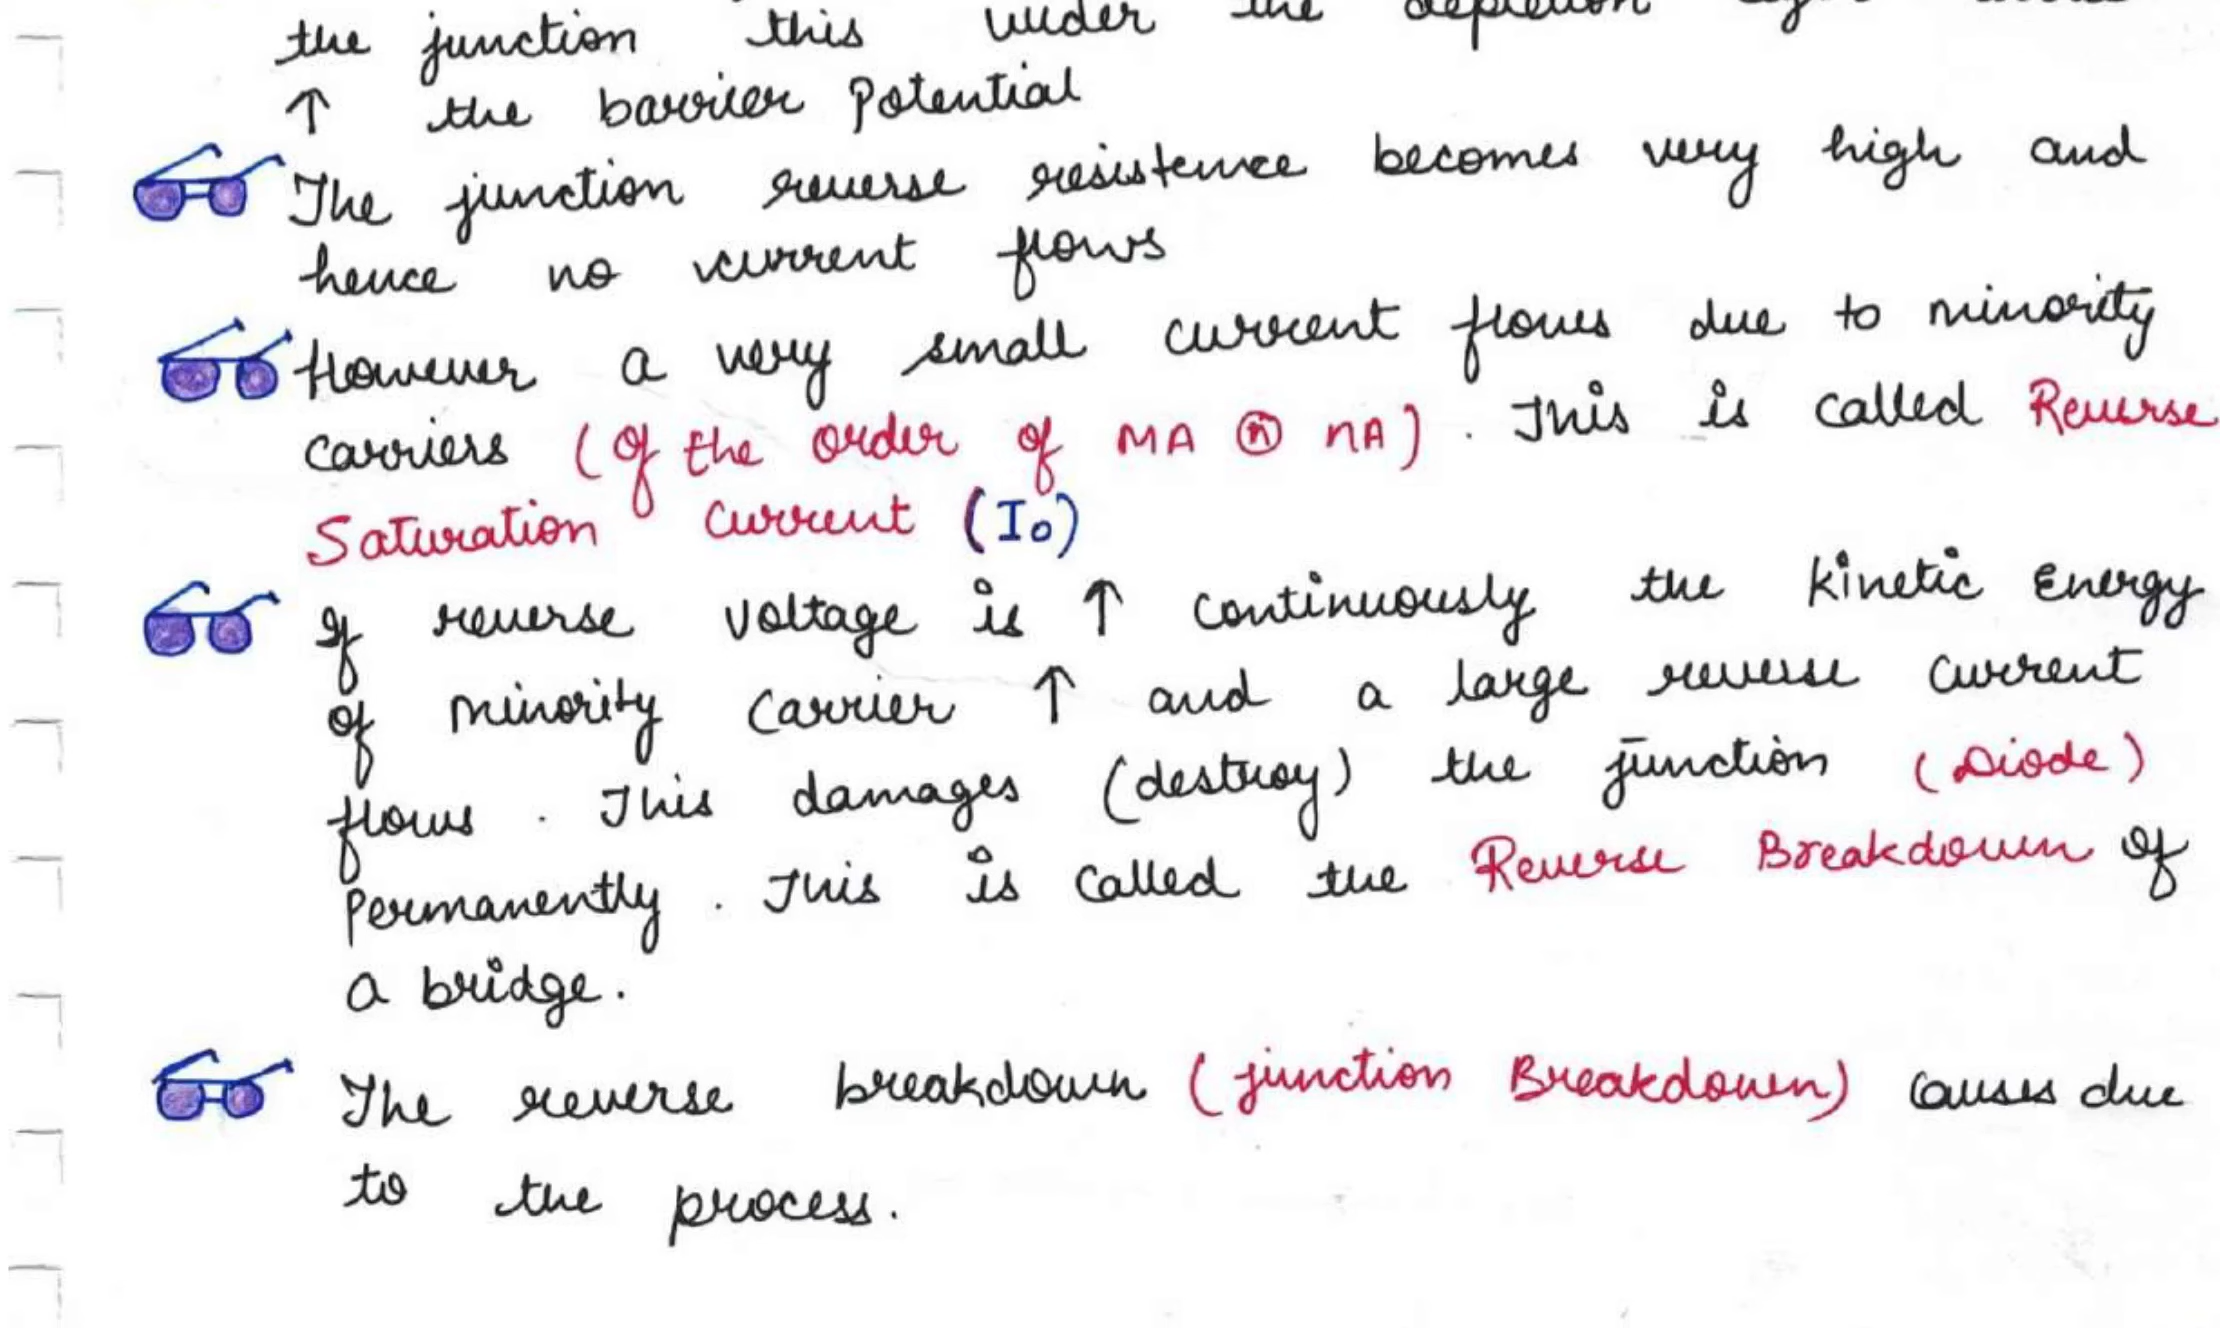 the junction this wider the depletion
↑ the barrier Potential
The junction reverse resistence becomes very high and
hence no current flows
However a very small current flows due to minority
carriers (Of the order of MA ⓡ nA). This is called Reverse
Saturation current (I₀)
If reverse voltage is ↑ continuously the kinetic Energy
of minority carrier ↑ and a large reverse current
flows. This damages (destroy) the junction (Diode)
Permanently. This is called the Reverse Breakdown of
a bridge.
The reverse breakdown (junction Breakdown) causes due
to the process.